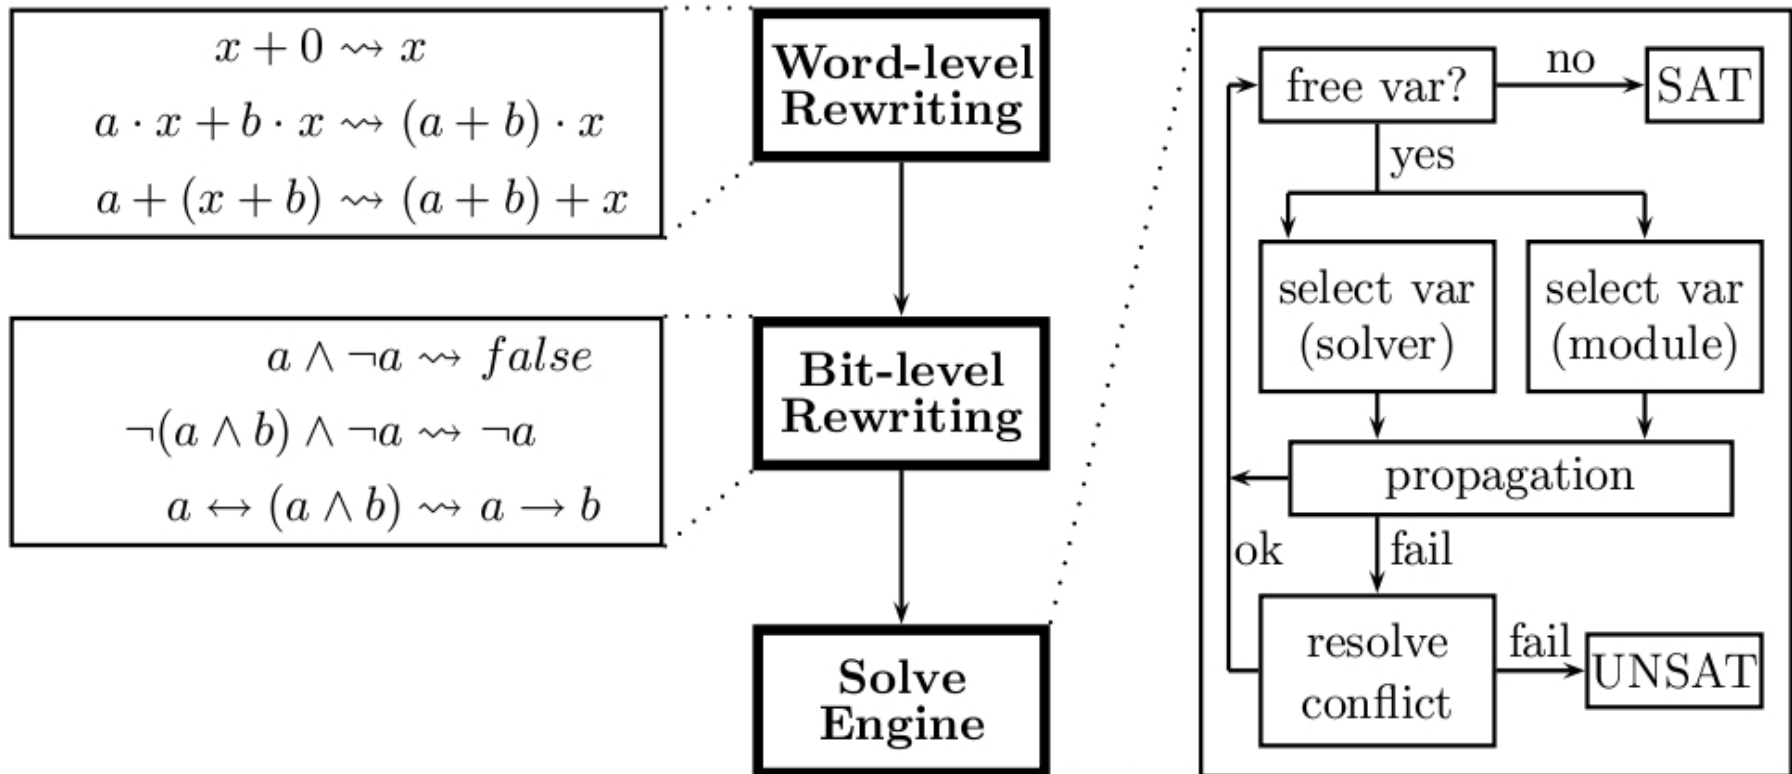 x + 0 ⇝ x
a · x + b · x ⇝ (a + b) · x
a + (x + b) ⇝ (a + b) + x
a ∧ ¬a ⇝ false
¬(a ∧ b) ∧ ¬a ⇝ ¬a
a ↔ (a ∧ b) ⇝ a → b
Word-level
Rewriting
Bit-level
Rewriting
Solve
Engine
free var?
no
SAT
yes
select var
(solver)
select var
(module)
propagation
ok
fail
resolve
conflict
fail
UNSAT